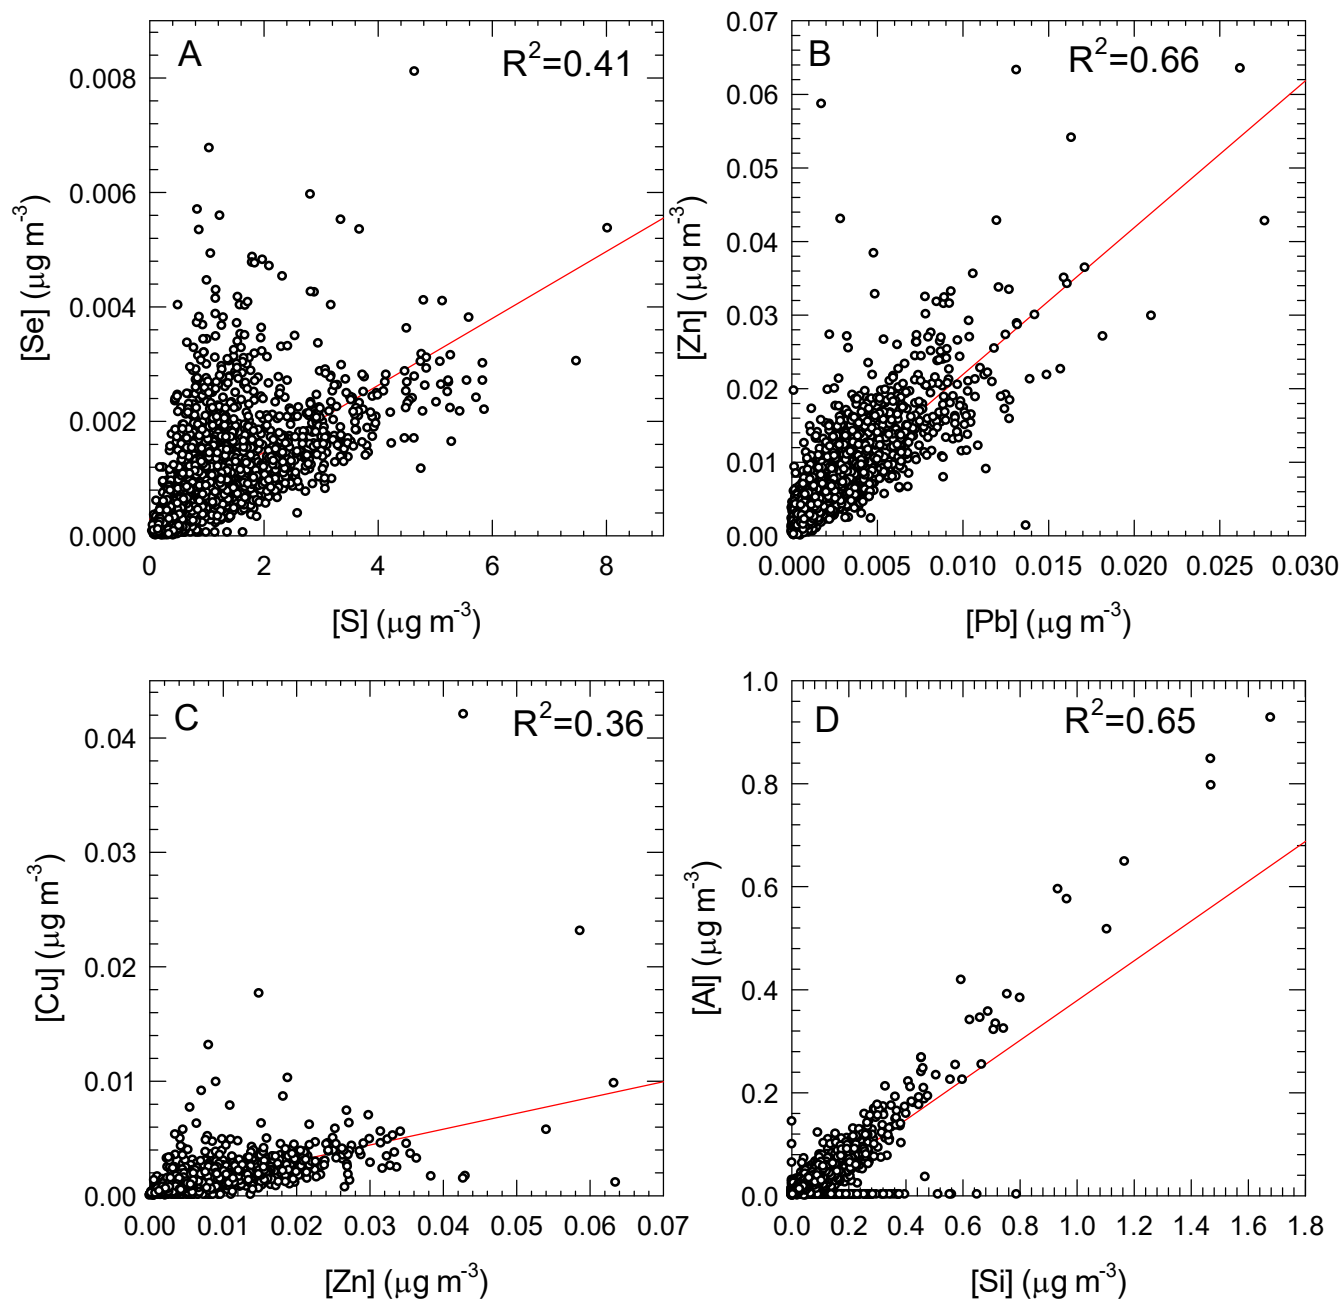 A
R²=0.41
0.008
0.006
0.004
0.002
0.000
[Se] (μg m⁻³)
0 2 4 6 8
[S] (μg m⁻³)
B
R²=0.66
0.07
0.06
0.05
0.04
0.03
0.02
0.01
0.00
[Zn] (μg m⁻³)
0.000 0.005 0.010 0.015 0.020 0.025 0.030
[Pb] (μg m⁻³)
C
R²=0.36
0.04
0.03
0.02
0.01
0.00
[Cu] (μg m⁻³)
0.00 0.01 0.02 0.03 0.04 0.05 0.06 0.07
[Zn] (μg m⁻³)
D
R²=0.65
1.0
0.8
0.6
0.4
0.2
0.0
[Al] (μg m⁻³)
0.0 0.2 0.4 0.6 0.8 1.0 1.2 1.4 1.6 1.8
[Si] (μg m⁻³)